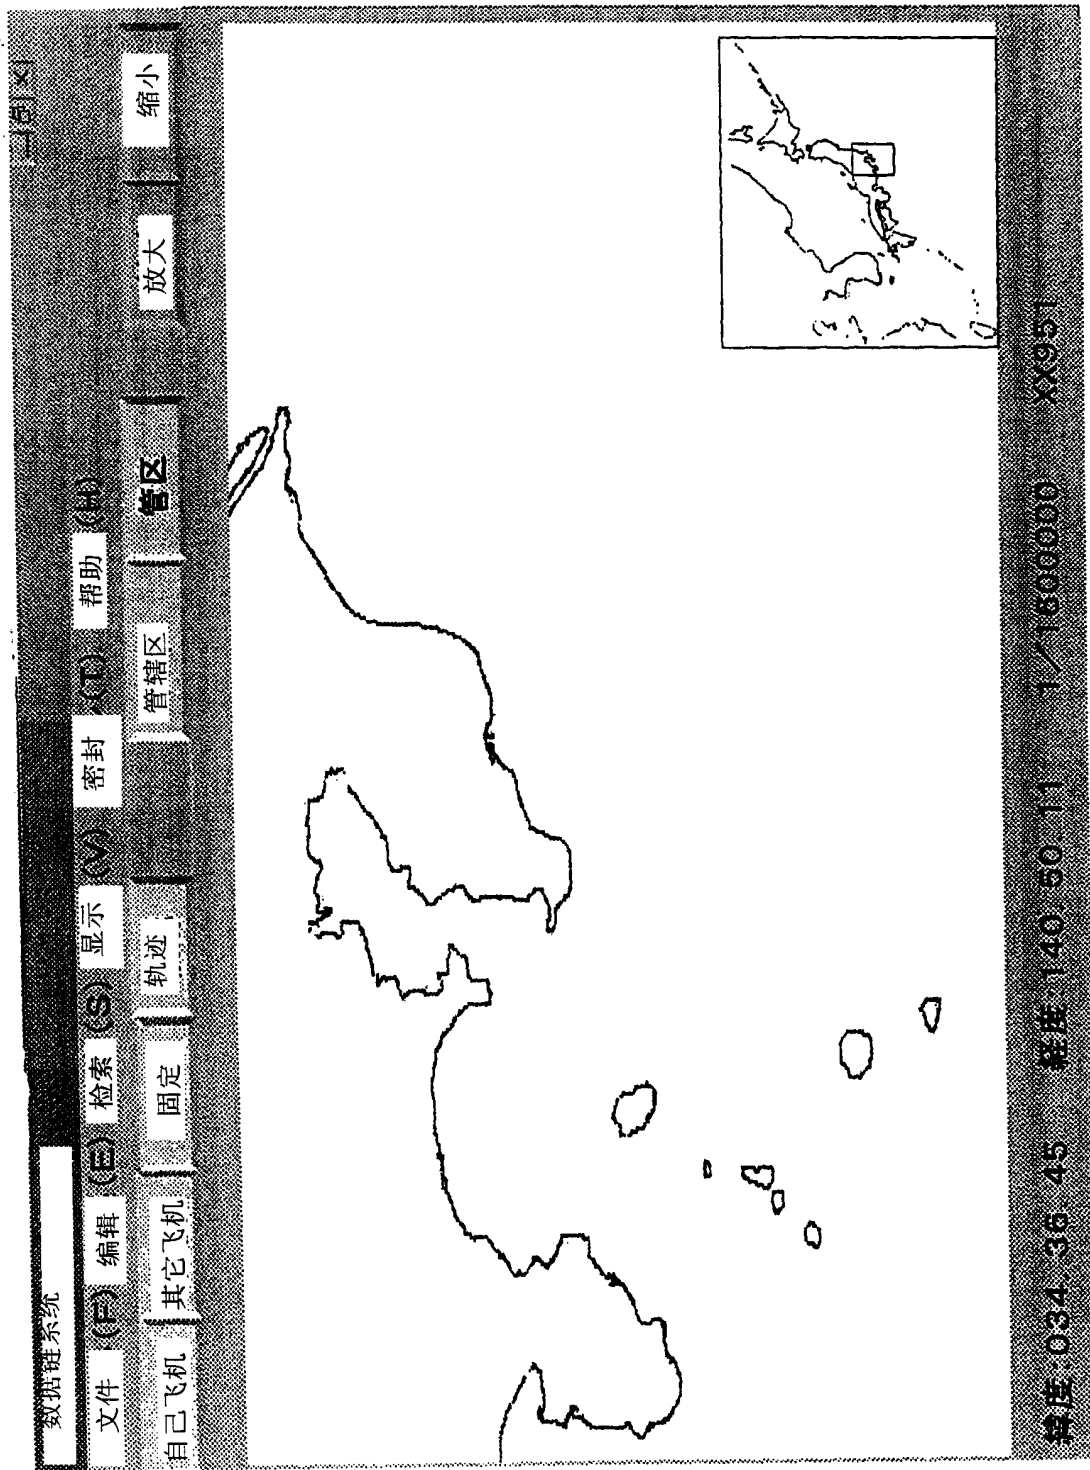 数据链系统
文件 (F) 编辑 (E) 检索 (S) 显示 (V) 密封 (T) 帮助 (H)
自己飞机 其它飞机 固定 轨迹 管辖区 管区 放大 缩小
緯度:034.36.45 経度:140.50.11 1/1600000 XX951